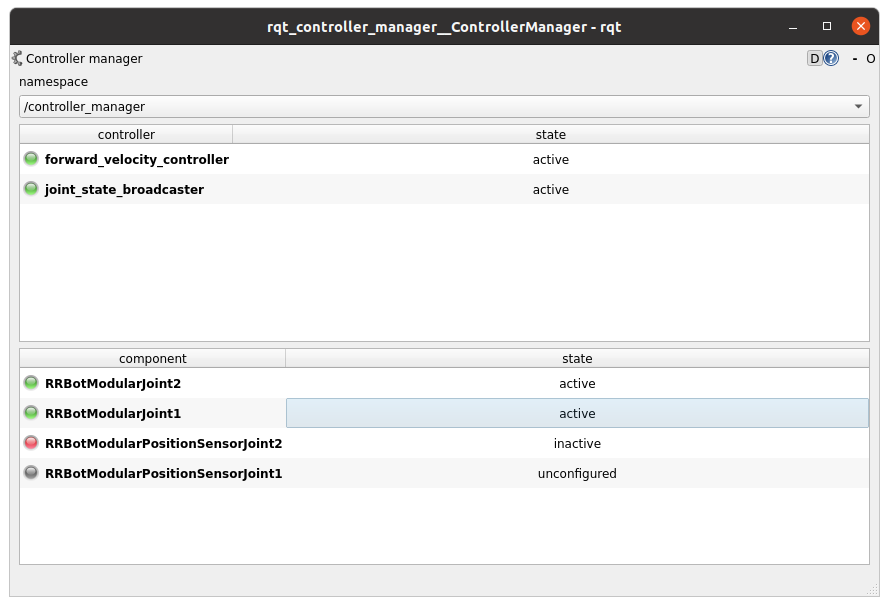 rqt_controller_manager__ControllerManager - rqt
Controller manager D ? - O
namespace
/controller_manager
controller state
forward_velocity_controller active
joint_state_broadcaster active
component state
RRBotModularJoint2 active
RRBotModularJoint1 active
RRBotModularPositionSensorJoint2 inactive
RRBotModularPositionSensorJoint1 unconfigured